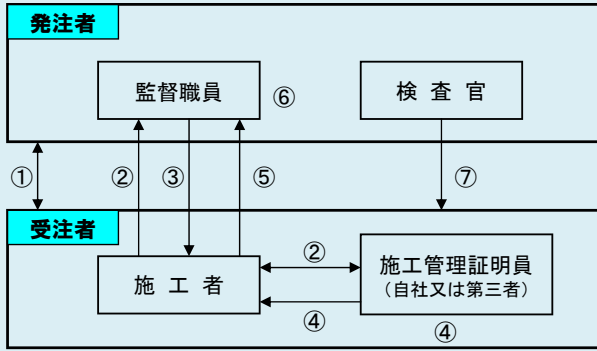 発注者
監督職員
⑥
検 査 官
①
②
③
⑤
⑦
受注者
施 工 者
②
④
施工管理証明員
（自社又は第三者）
④